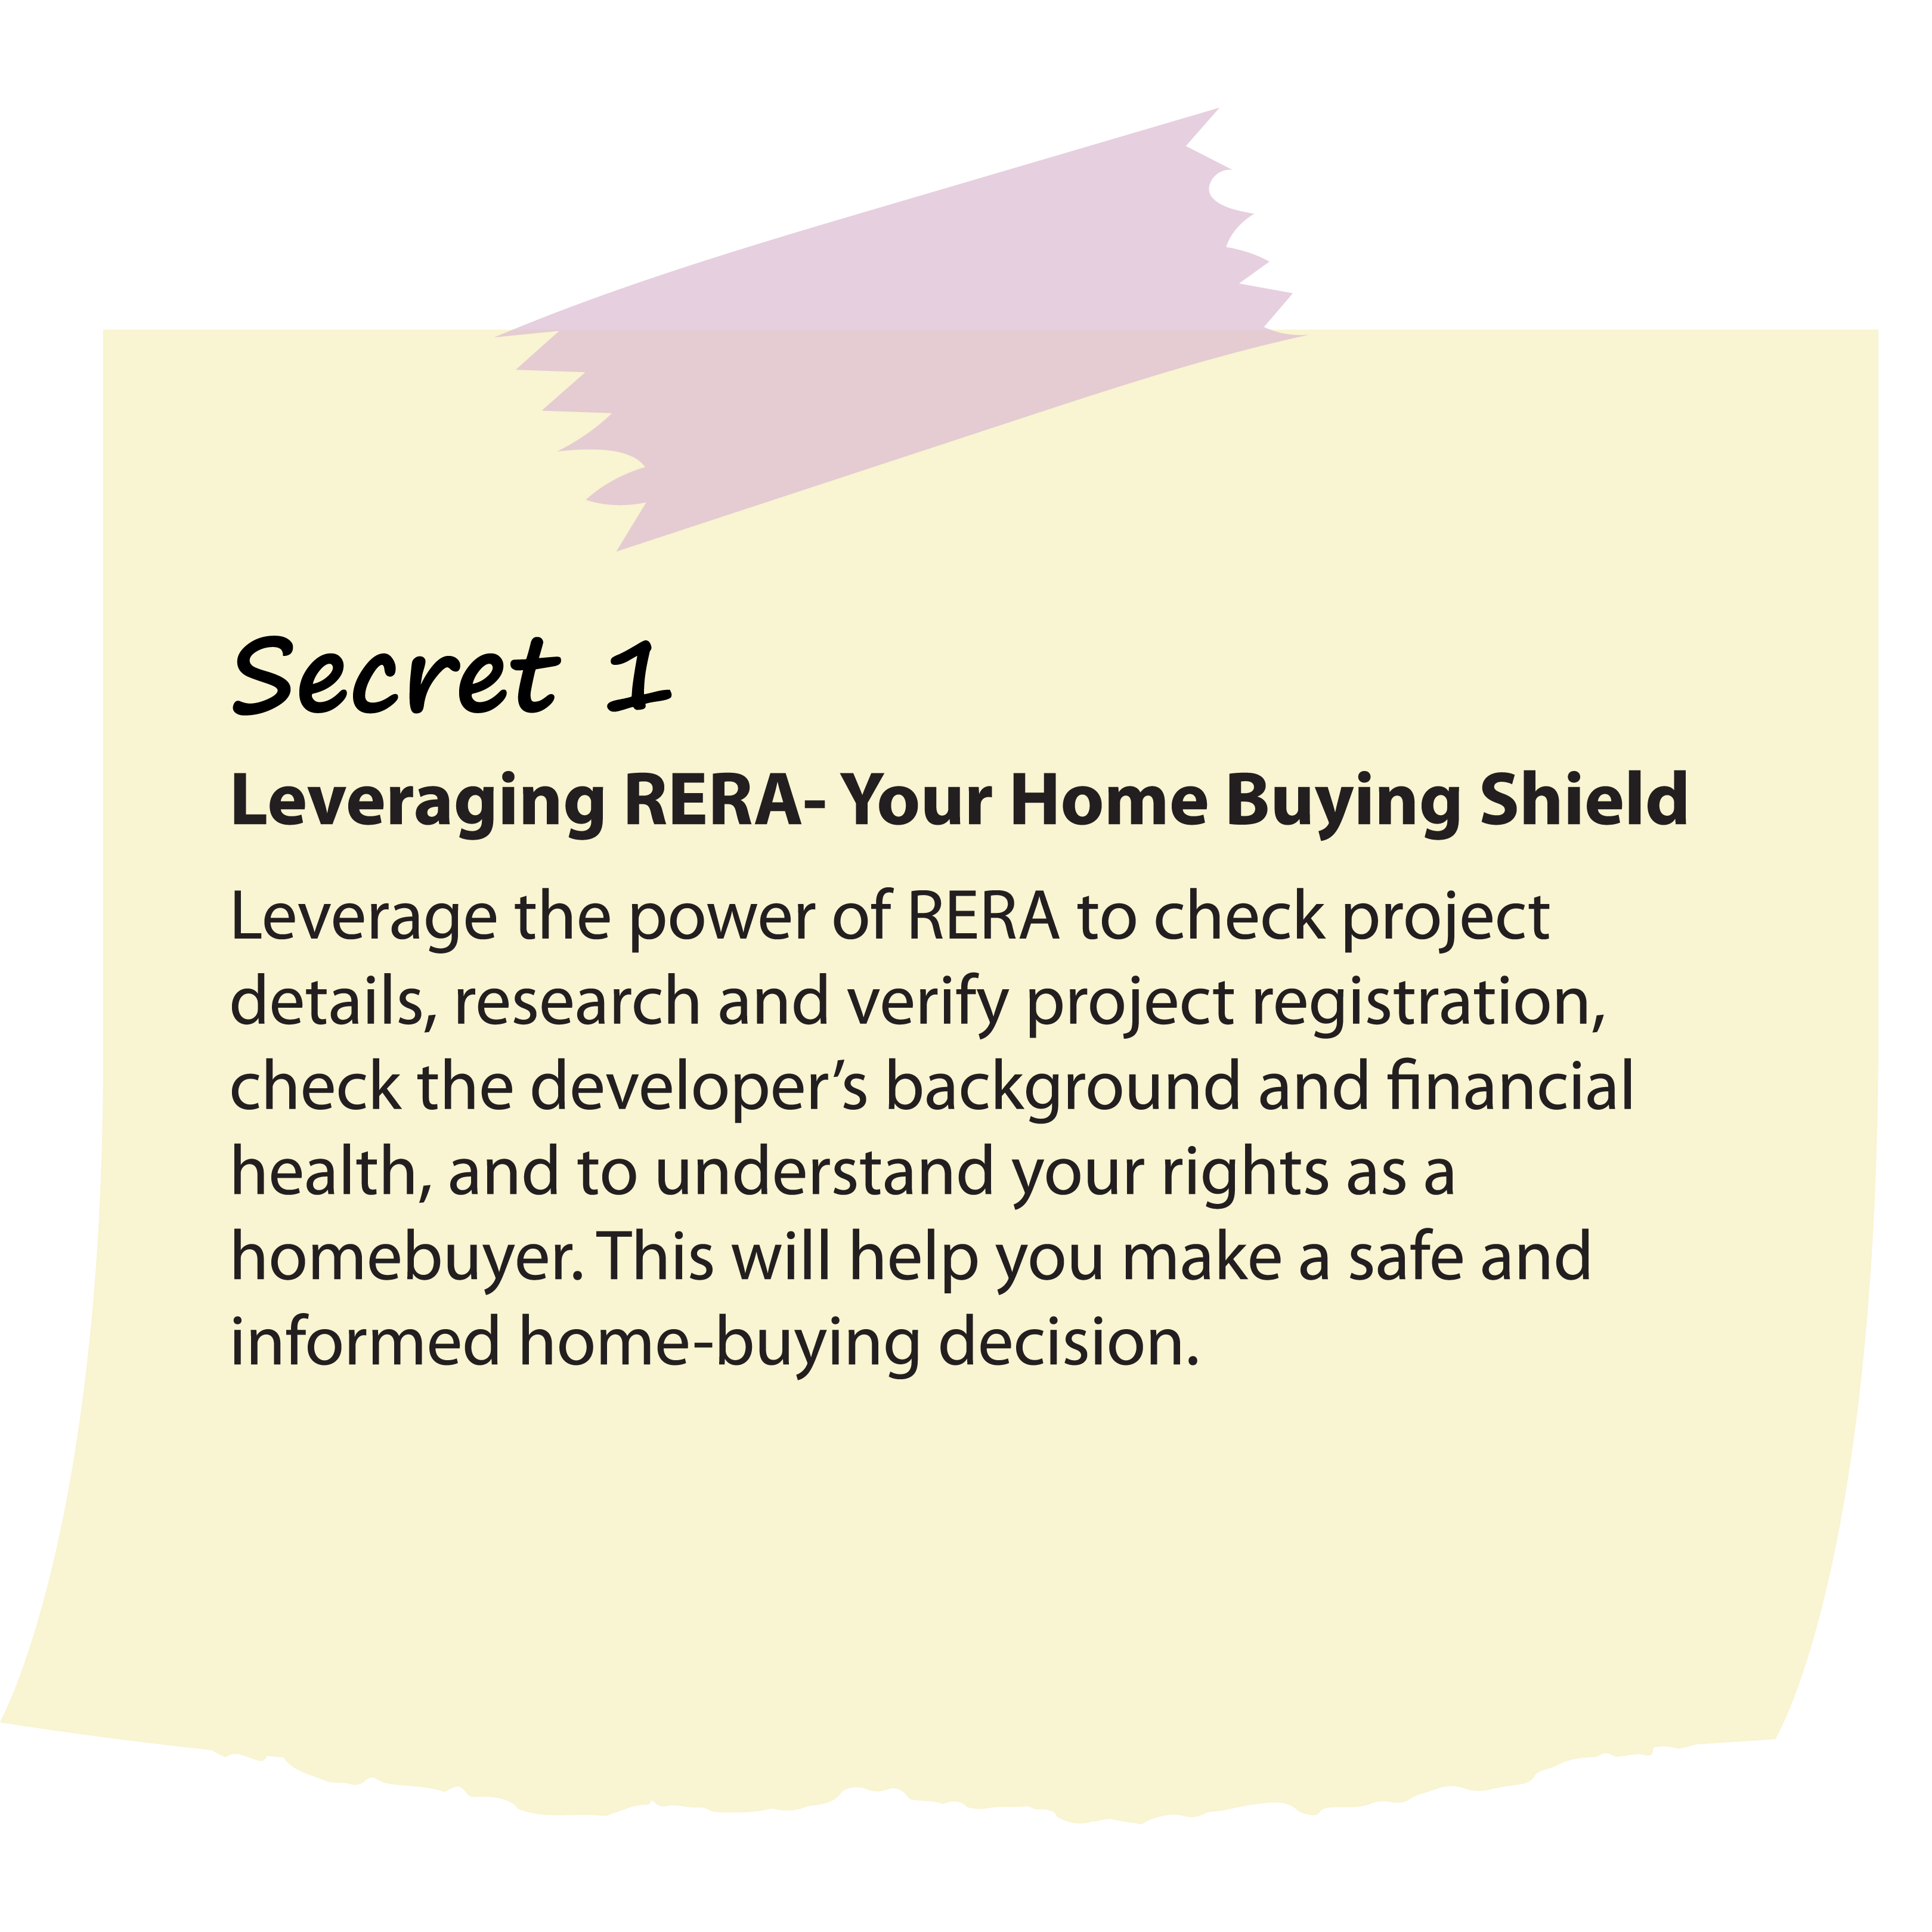 Secret 1
Leveraging RERA- Your Home Buying Shield
Leverage the power of RERA to check project
details, research and verify project registration,
check the developer’s background and financial
health, and to understand your rights as a
homebuyer. This will help you make a safe and
informed home-buying decision.